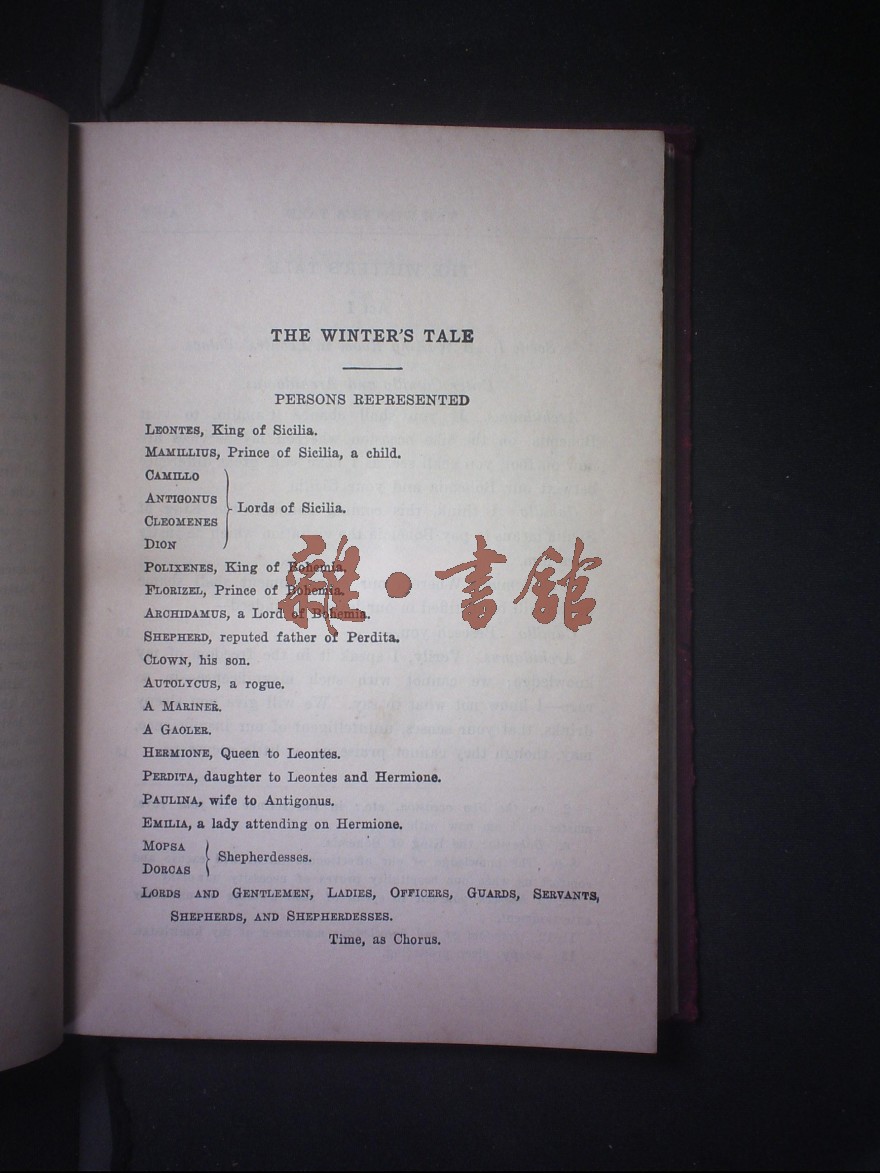 THE WINTER'S TALE
PERSONS REPRESENTED
LEONTES, King of Sicilia.
MAMILLIUS, Prince of Sicilia, a child.
CAMILLO
ANTIGONUS
CLEOMENES
DION
Lords of Sicilia.
POLIXENES, King of Bohemia.
FLORIZEL, Prince of Bohemia.
ARCHIDAMUS, a Lord of Bohemia.
雜·書館
SHEPHERD, reputed father of Perdita.
CLOWN, his son.
AUTOLYCUS, a rogue.
A MARINER.
A GAOLER.
HERMIONE, Queen to Leontes.
PERDITA, daughter to Leontes and Hermione.
PAULINA, wife to Antigonus.
EMILIA, a lady attending on Hermione.
MOPSA
DORCAS
Shepherdesses.
LORDS AND GENTLEMEN, LADIES, OFFICERS, GUARDS, SERVANTS,
SHEPHERDS, AND SHEPHERDESSES.
Time, as Chorus.